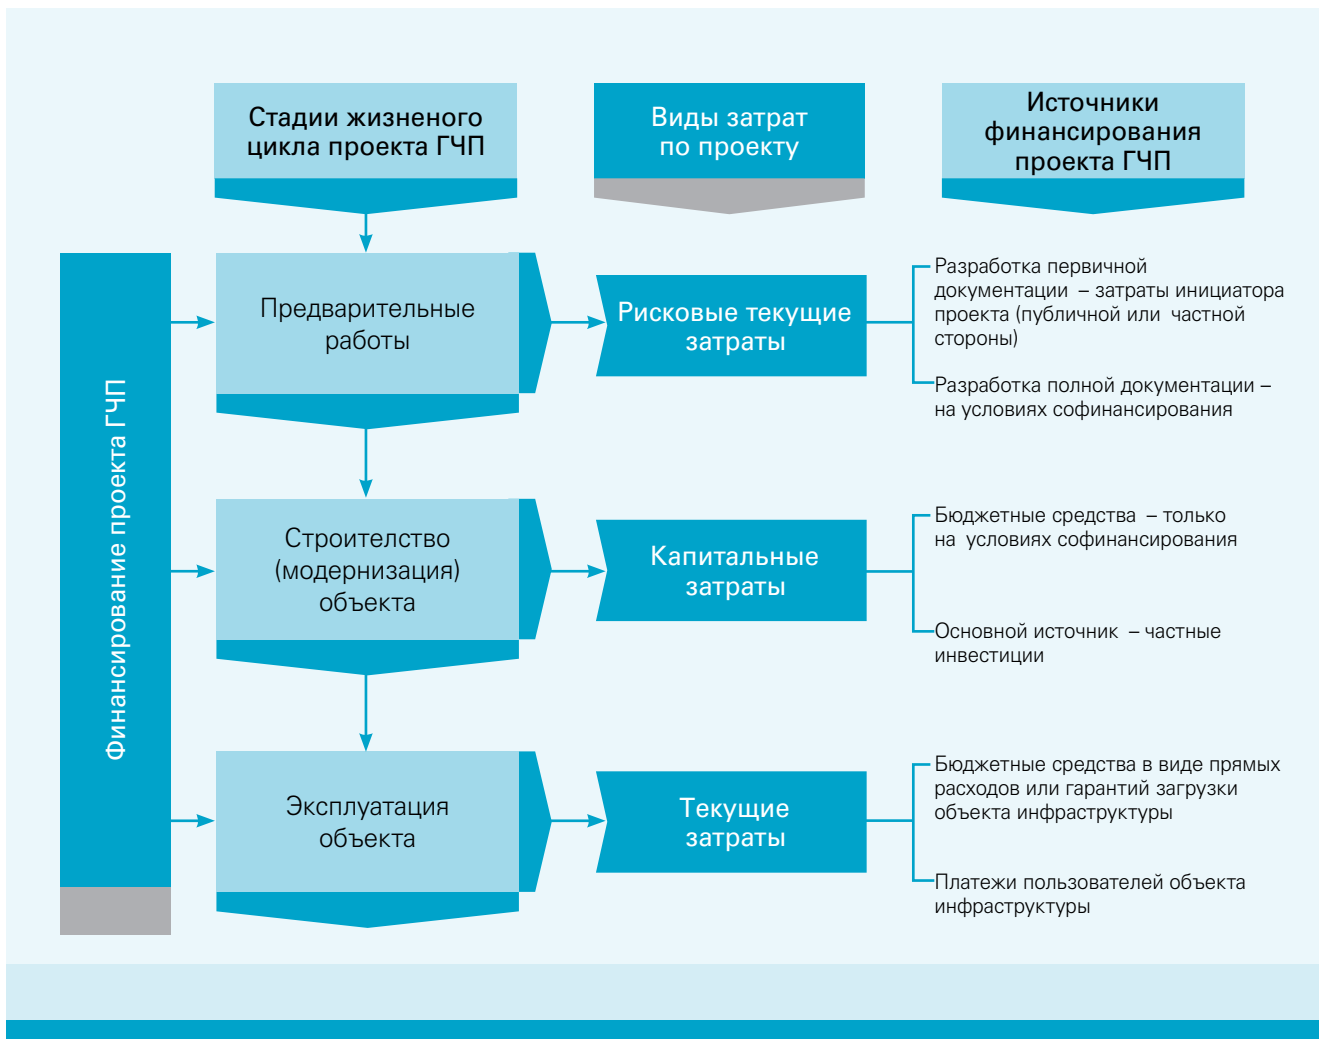 Стадии жизненого
цикла проекта ГЧП
Виды затрат
по проекту
Источники
финансирования
проекта ГЧП
Финансирование проекта ГЧП
Предварительные
работы
Рисковые текущие
затраты
Разработка первичной
документации – затраты инициатора
проекта (публичной или частной
стороны)
Разработка полной документации –
на условиях софинансирования
Строителство
(модернизация)
объекта
Капитальные
затраты
Бюджетные средства – только
на условиях софинансирования
Основной источник – частные
инвестиции
Эксплуатация
объекта
Текущие
затраты
Бюджетные средства в виде прямых
расходов или гарантий загрузки
объекта инфраструктуры
Платежи пользователей объекта
инфраструктуры